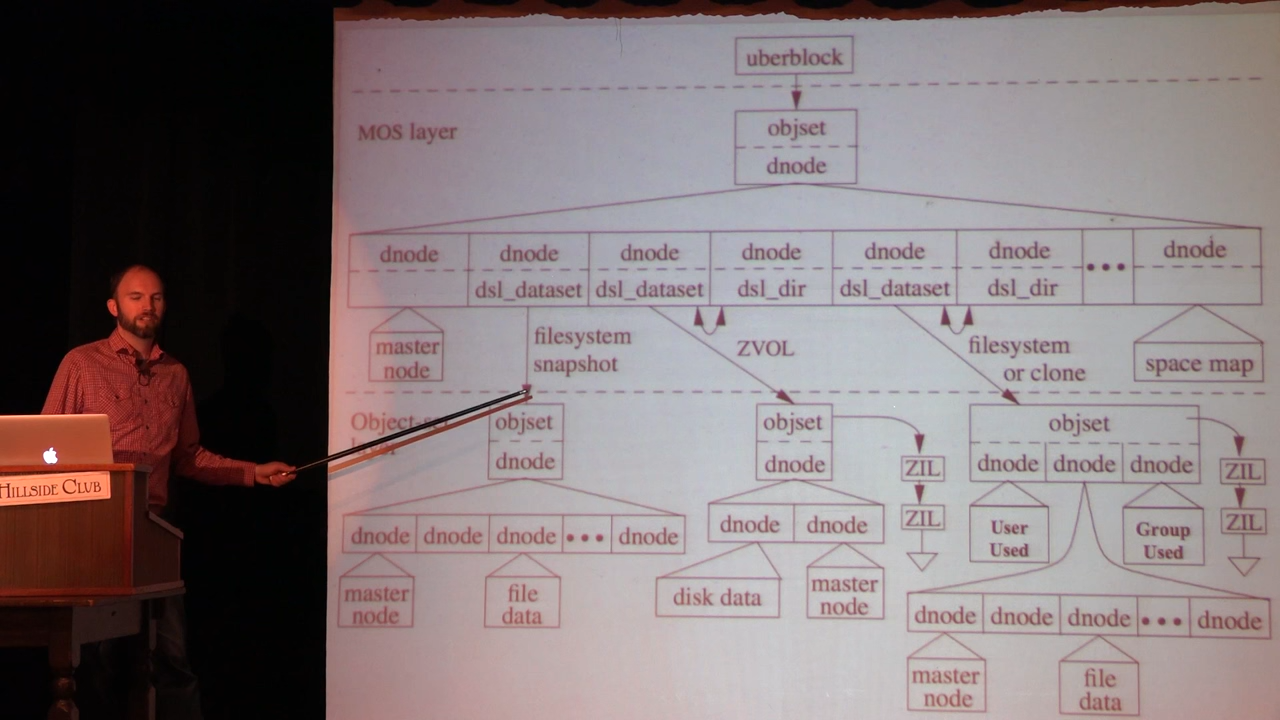 uberblock
MOS layer
objset
dnode
dnode dnode dnode dnode dnode dnode dnode
dsl_dataset dsl_dataset dsl_dir dsl_dataset dsl_dir
master
node
filesystem
snapshot
ZVOL
filesystem
or clone
space map
objset
dnode
objset
dnode
ZIL
ZIL
objset
dnode dnode dnode
ZIL
ZIL
User
Used
Group
Used
dnode dnode dnode dnode
master
node
file
data
dnode dnode
disk data
master
node
dnode dnode dnode dnode
master
node
file
data
HILLSIDE CLUB